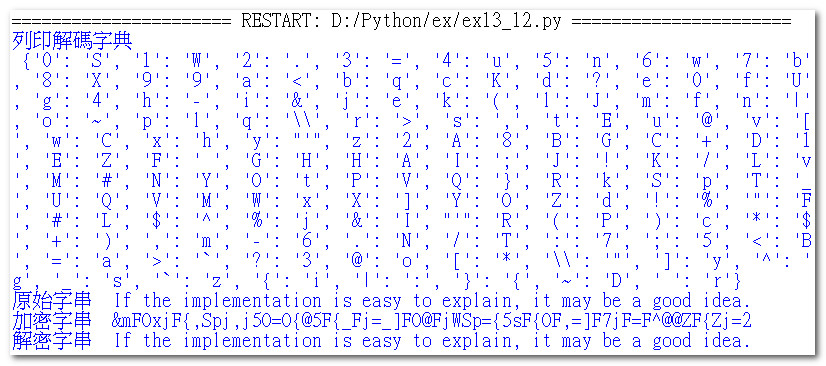 ====================== RESTART: D:/Python/ex/ex13_12.py ======================
列印解碼字典
{'0': 'S', '1': 'W', '2': '.', '3': '=', '4': 'u', '5': 'n', '6': 'w', '7': 'b'
, '8': 'X', '9': '9', 'a': '<', 'b': 'q', 'c': 'K', 'd': '?', 'e': '0', 'f': 'U'
, 'g': '4', 'h': '-', 'i': '&', 'j': 'e', 'k': '(', 'l': 'J', 'm': 'f', 'n': '|'
, 'o': '~', 'p': 'l', 'q': '\\', 'r': '>', 's': ',', 't': 'E', 'u': '@', 'v': '[
', 'w': 'C', 'x': 'h', 'y': "'", 'z': '2', 'A': '8', 'B': 'G', 'C': '+', 'D': '1
', 'E': 'Z', 'F': ' ', 'G': 'H', 'H': 'A', 'I': ';', 'J': '!', 'K': '/', 'L': 'v
', 'M': '#', 'N': 'Y', 'O': 't', 'P': 'V', 'Q': '}', 'R': 'k', 'S': 'p', 'T': '_
', 'U': 'Q', 'V': 'M', 'W': 'x', 'X': ']', 'Y': 'O', 'Z': 'd', '!': '%', '"': 'F
', '#': 'L', '$': '^', '%': 'j', '&': 'I', "'": 'R', '(': 'P', ')': 'c', '*': '$
', '+': ')', ',': 'm', '-': '6', '.': 'N', '/': 'T', ':': '7', ';': '5', '<': 'B
', '=': 'a', '>': '`', '?': '3', '@': 'o', '[': '*', '\\': '"', ']': 'y', '^': '
g', '_': 's', '`': 'z', '{': 'i', '|': ':', '}': '{', '~': 'D', ' ': 'r'}
原始字串  If the implementation is easy to explain, it may be a good idea.
加密字串  &mFOxjF{,Spj,j5O=O{@5F{_Fj=_]FO@FjWSp={5sF{OF,=]F7jF=F^@@ZF{Zj=2
解密字串  If the implementation is easy to explain, it may be a good idea.